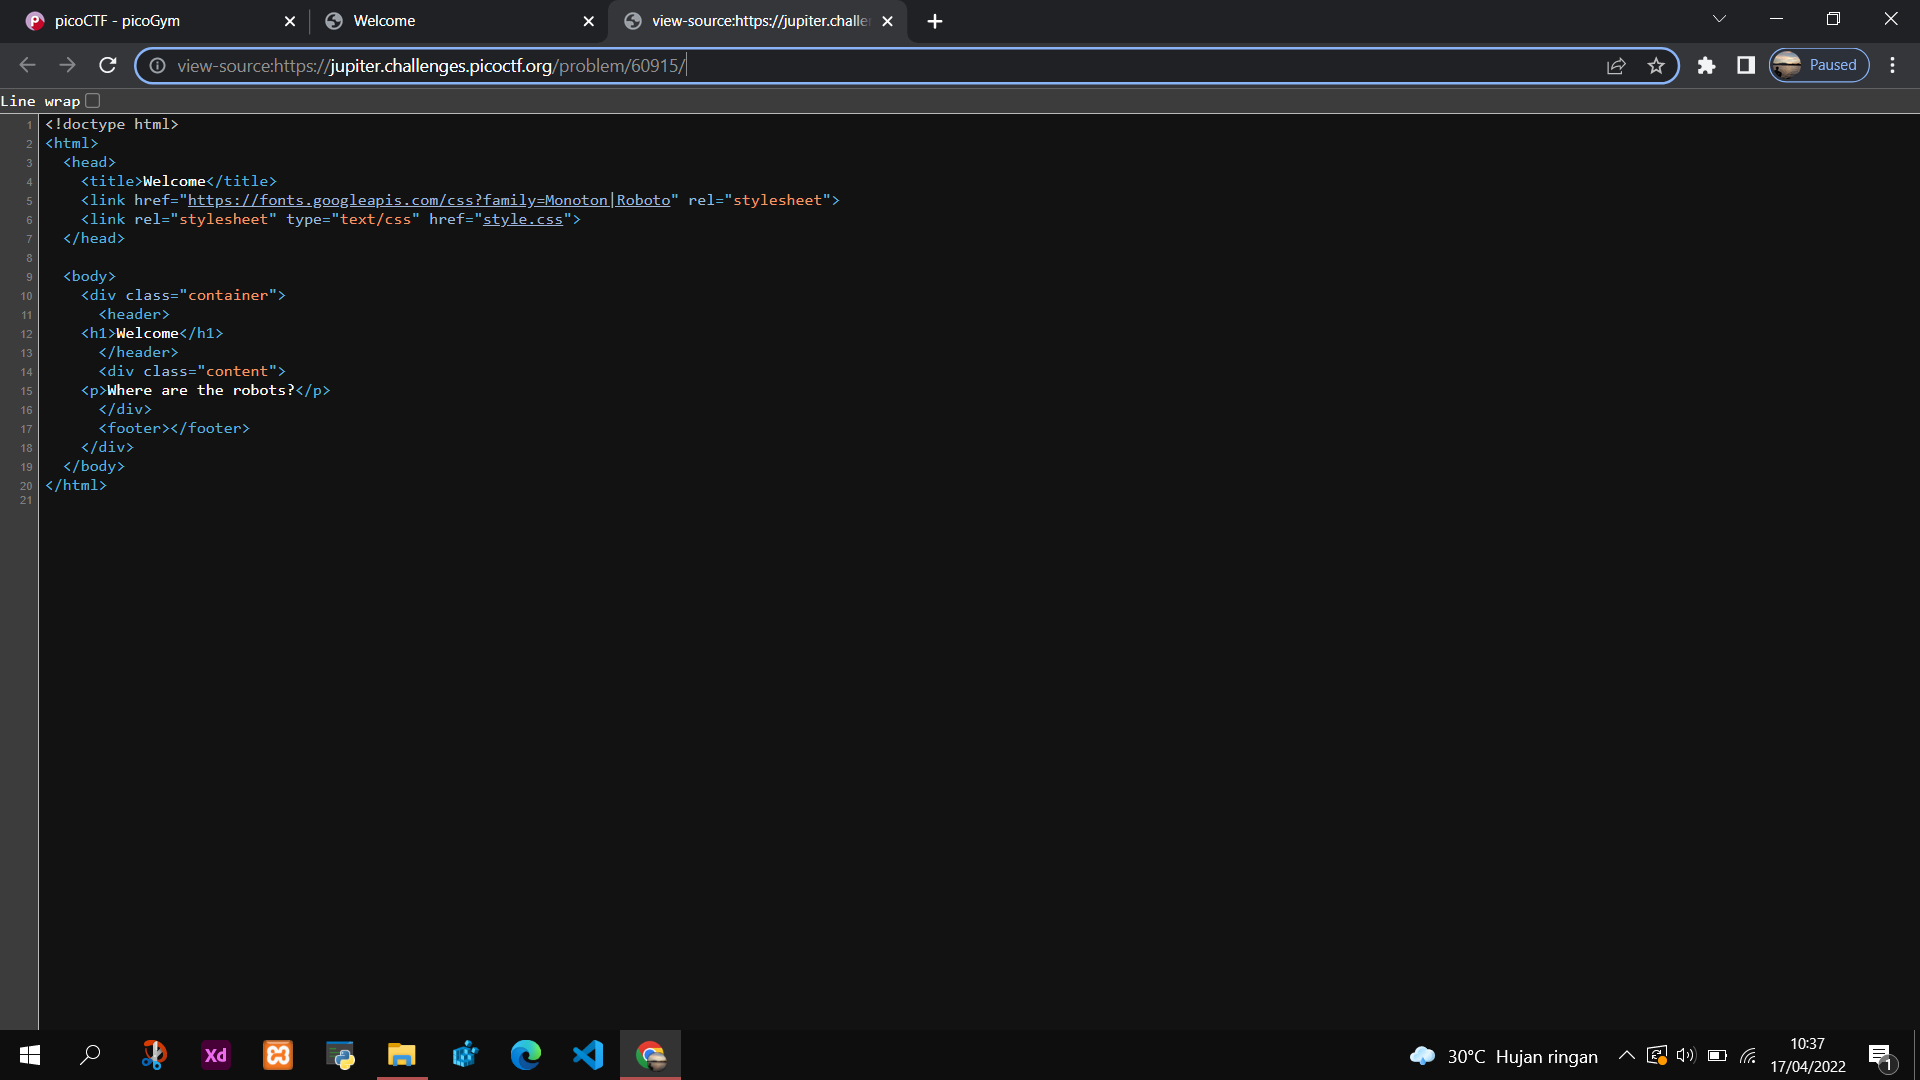 picoCTF - picoGym
Welcome
view-source:https://jupiter.challe
view-source:https://jupiter.challenges.picoctf.org/problem/60915/
Paused
Line wrap
1 <!doctype html>
2 <html>
3 <head>
4 <title>Welcome</title>
5 <link href="https://fonts.googleapis.com/css?family=Monoton|Roboto" rel="stylesheet">
6 <link rel="stylesheet" type="text/css" href="style.css">
7 </head>
8
9 <body>
10 <div class="container">
11 <header>
12 <h1>Welcome</h1>
13 </header>
14 <div class="content">
15 <p>Where are the robots?</p>
16 </div>
17 <footer></footer>
18 </div>
19 </body>
20 </html>
21
Xd
30°C Hujan ringan
10:37
17/04/2022
1